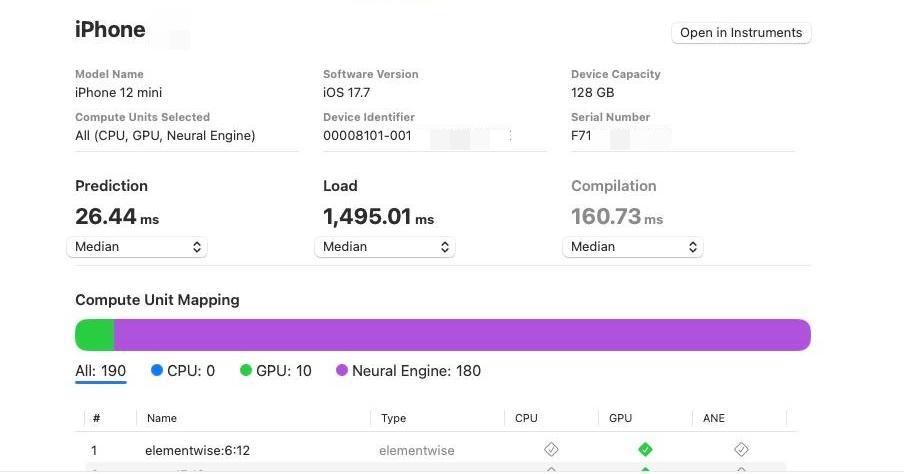 iPhone
Open in Instruments
Model Name
iPhone 12 mini
Software Version
iOS 17.7
Device Capacity
128 GB
Compute Units Selected
All (CPU, GPU, Neural Engine)
Device Identifier
00008101-001
Serial Number
F71
Prediction
26.44 ms
Median
Load
1,495.01 ms
Median
Compilation
160.73 ms
Median
Compute Unit Mapping
All: 190 CPU: 0 GPU: 10 Neural Engine: 180
# Name Type CPU GPU ANE
1 elementwise:6:12 elementwise